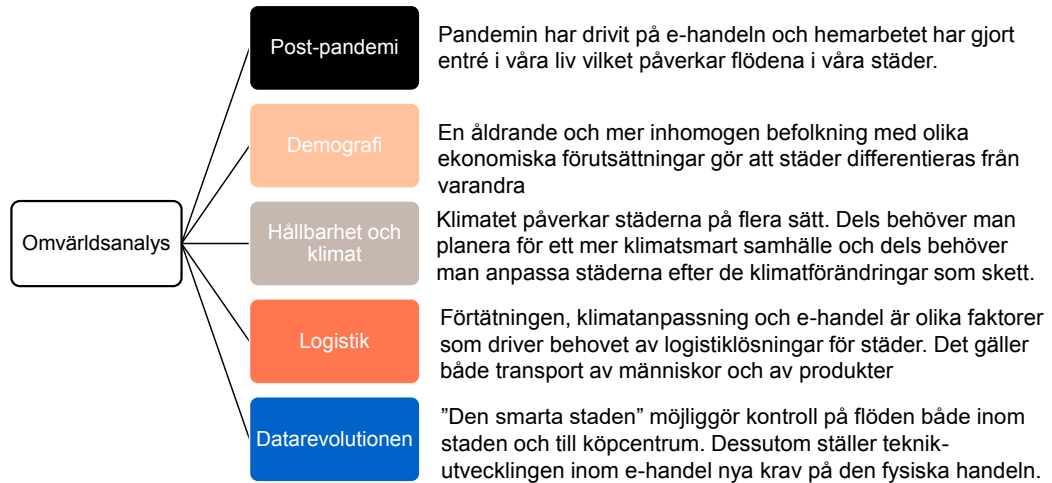 Omvärldsanalys
Post-pandemi
Pandemin har drivit på e-handeln och hemarbetet har gjort
entré i våra liv vilket påverkar flödena i våra städer.
Demografi
En åldrande och mer inhomogen befolkning med olika
ekonomiska förutsättningar gör att städer differentieras från
varandra
Hållbarhet och
klimat
Klimatet påverkar städerna på flera sätt. Dels behöver man
planera för ett mer klimatsmart samhälle och dels behöver
man anpassa städerna efter de klimatförändringar som skett.
Logistik
Förtätningen, klimatanpassning och e-handel är olika faktorer
som driver behovet av logistiklösningar för städer. Det gäller
både transport av människor och av produkter
Datarevolutionen
”Den smarta staden” möjliggör kontroll på flöden både inom
staden och till köpcentrum. Dessutom ställer teknik-
utvecklingen inom e-handel nya krav på den fysiska handeln.